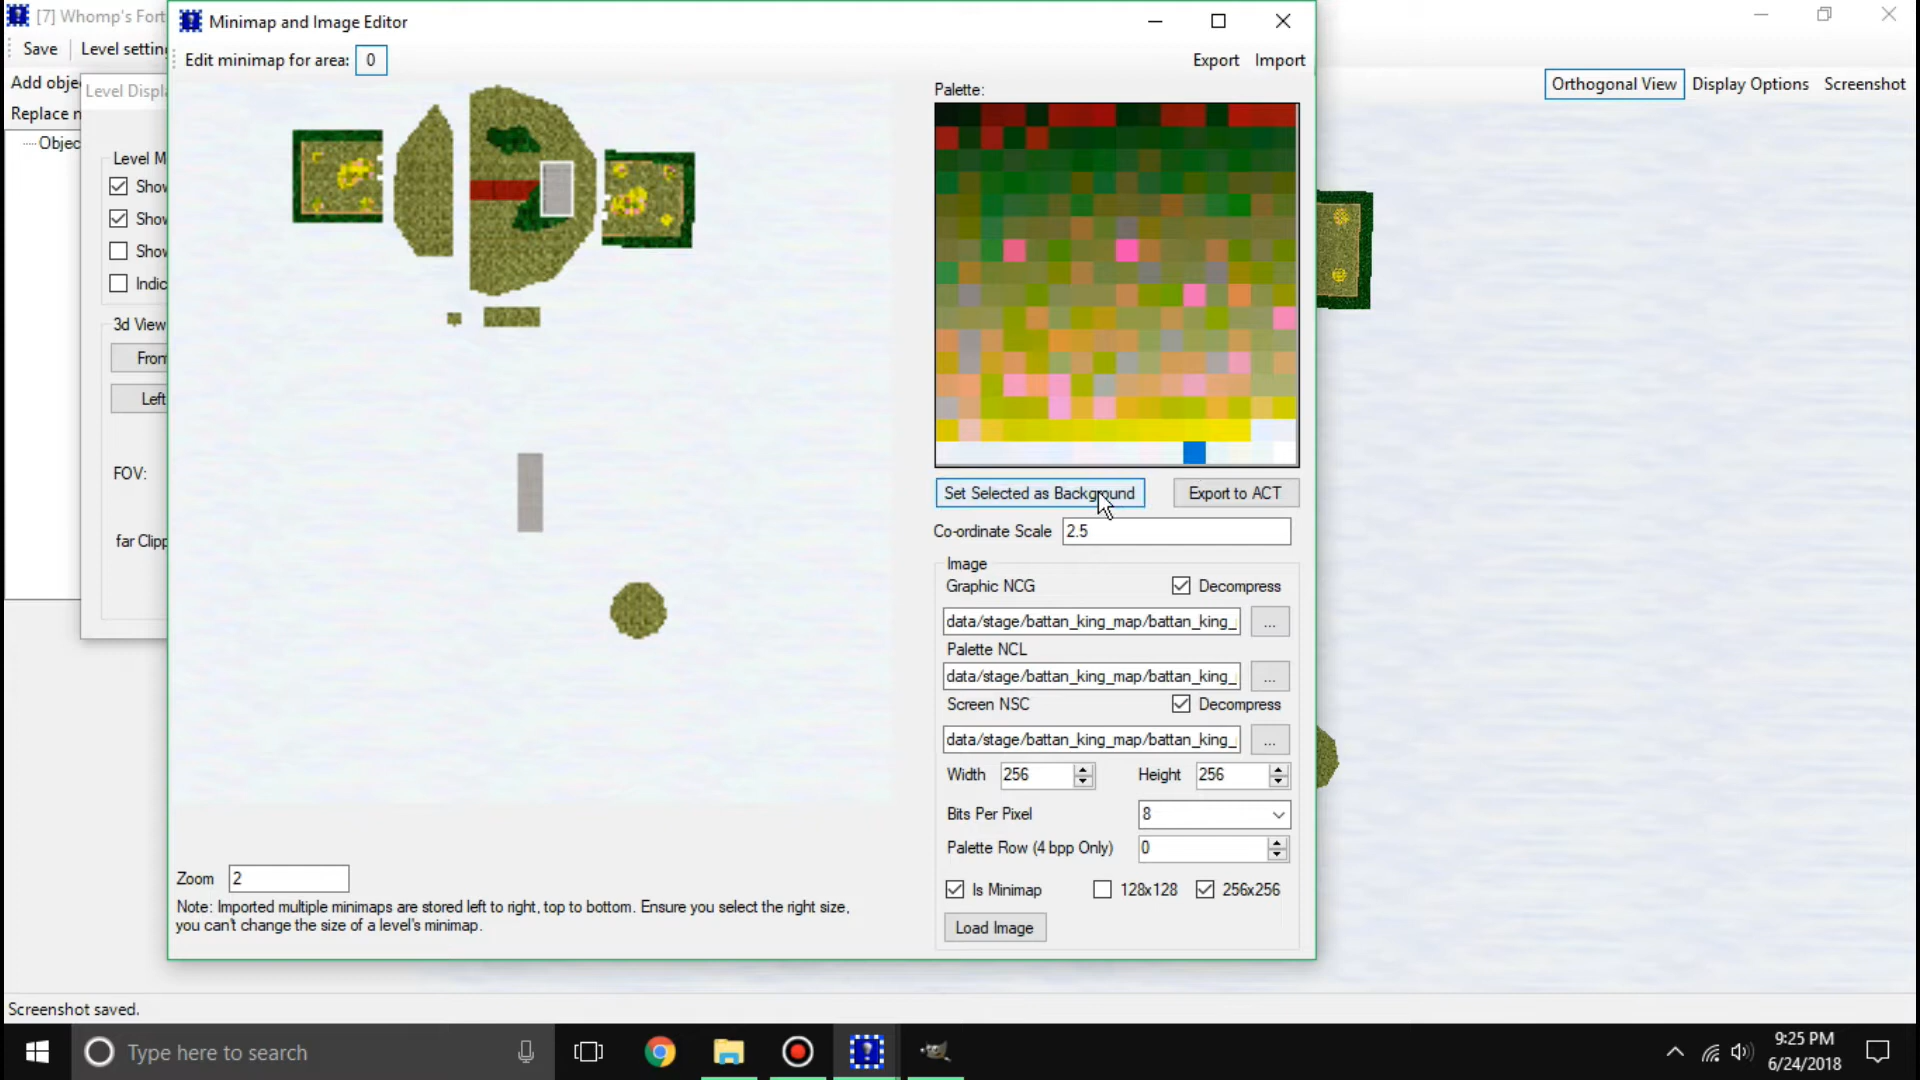 [7] Whomp's Fort
Save
Level settin
Add obje
Replace n
Objec
Level Displa
Level M
Show
Show
Show
Indic
3d View
Fron
Left
FOV:
far Clipp
Minimap and Image Editor
Edit minimap for area:
0
Export
Import
Palette:
Set Selected as Background
Export to ACT
Co-ordinate Scale
2.5
Image
Graphic NCG
Decompress
data/stage/battan_king_map/battan_king_
...
Palette NCL
data/stage/battan_king_map/battan_king_
...
Screen NSC
Decompress
data/stage/battan_king_map/battan_king_
...
Width
256
Height
256
Bits Per Pixel
8
Palette Row (4 bpp Only)
0
Is Minimap
128x128
256x256
Load Image
Zoom
2
Note: Imported multiple minimaps are stored left to right, top to bottom. Ensure you select the right size,
you can't change the size of a level's minimap.
Orthogonal View
Display Options
Screenshot
Screenshot saved.
Type here to search
9:25 PM
6/24/2018